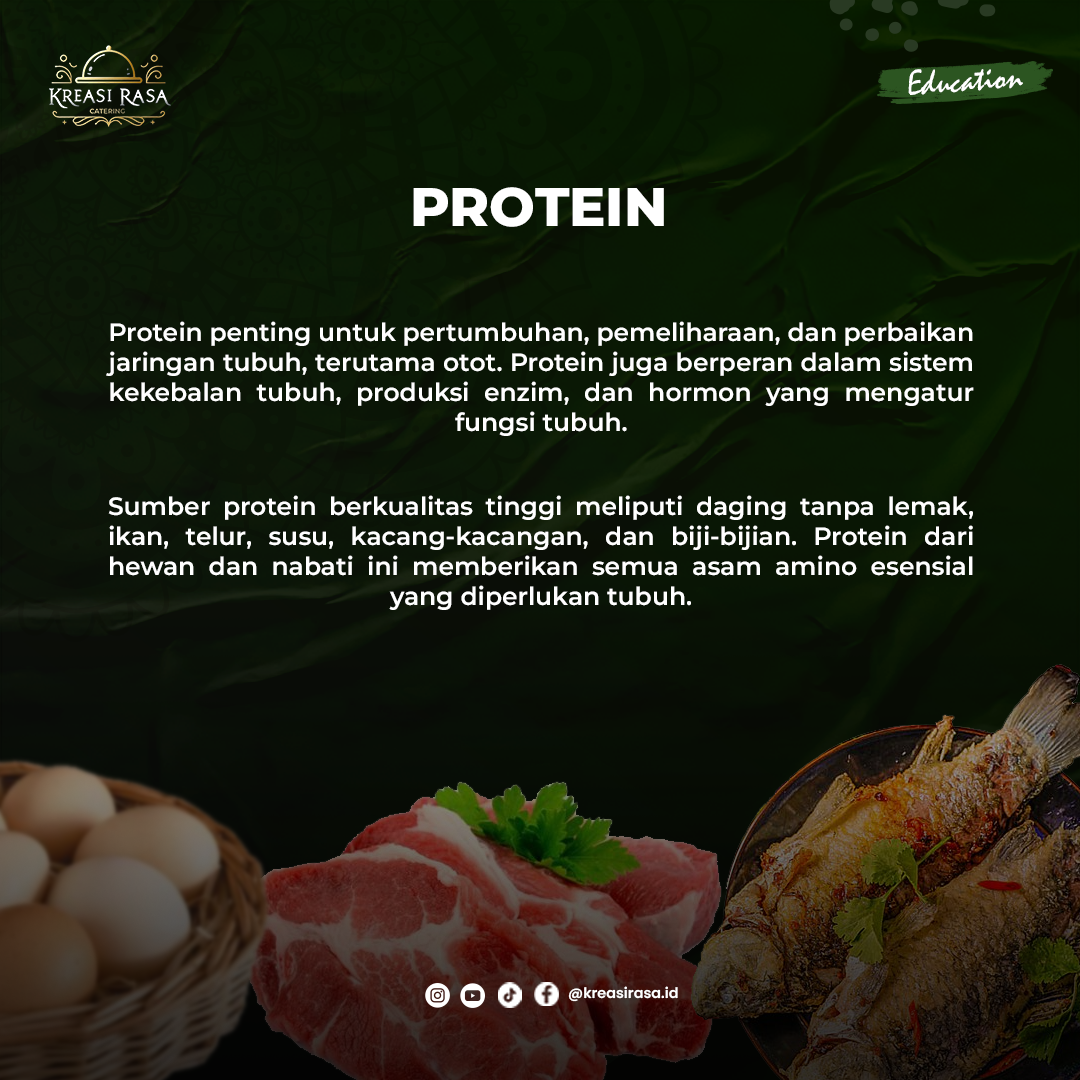 KREASI RASA
CATERING
Education
PROTEIN
Protein penting untuk pertumbuhan, pemeliharaan, dan perbaikan
jaringan tubuh, terutama otot. Protein juga berperan dalam sistem
kekebalan tubuh, produksi enzim, dan hormon yang mengatur
fungsi tubuh.
Sumber protein berkualitas tinggi meliputi daging tanpa lemak,
ikan, telur, susu, kacang-kacangan, dan biji-bijian. Protein dari
hewan dan nabati ini memberikan semua asam amino esensial
yang diperlukan tubuh.
@kreasirasa.id